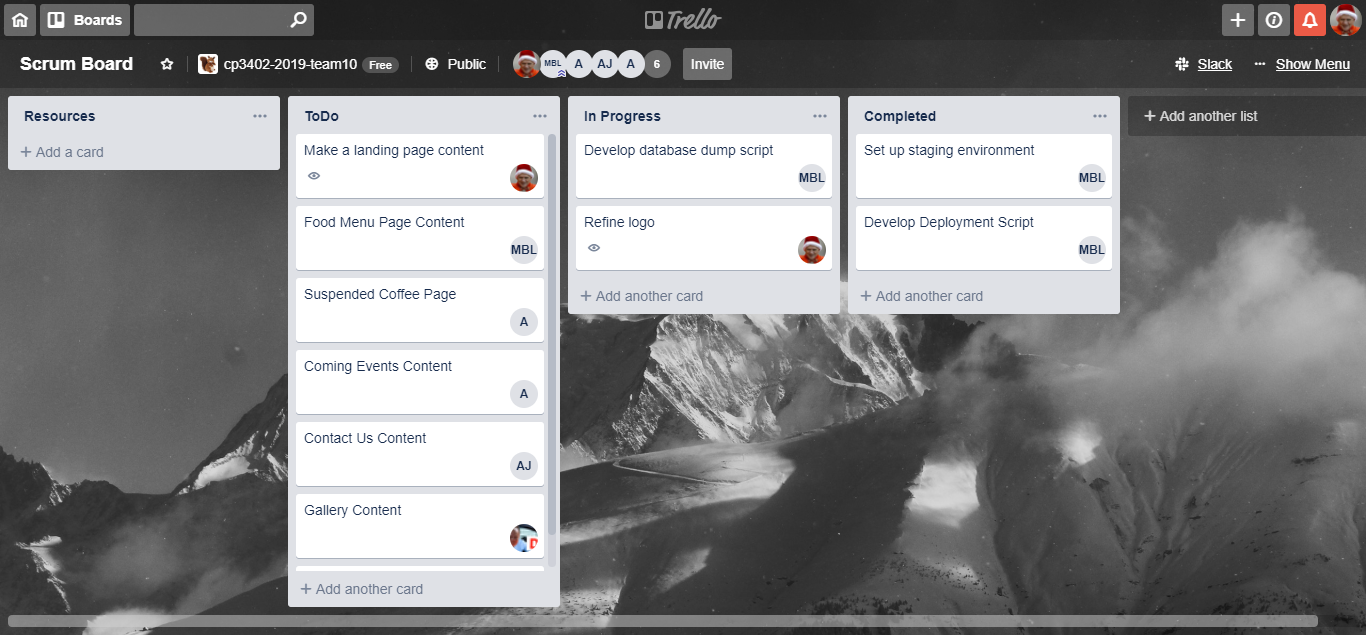 Boards
Trello
Scrum Board
cp3402-2019-team10 Free
Public
MBL A AJ A 6
Invite
Slack
Show Menu
Resources
+ Add a card
ToDo
Make a landing page content
Food Menu Page Content
MBL
Suspended Coffee Page
A
Coming Events Content
A
Contact Us Content
AJ
Gallery Content
+ Add another card
In Progress
Develop database dump script
MBL
Refine logo
+ Add another card
Completed
Set up staging environment
MBL
Develop Deployment Script
MBL
+ Add another card
+ Add another list